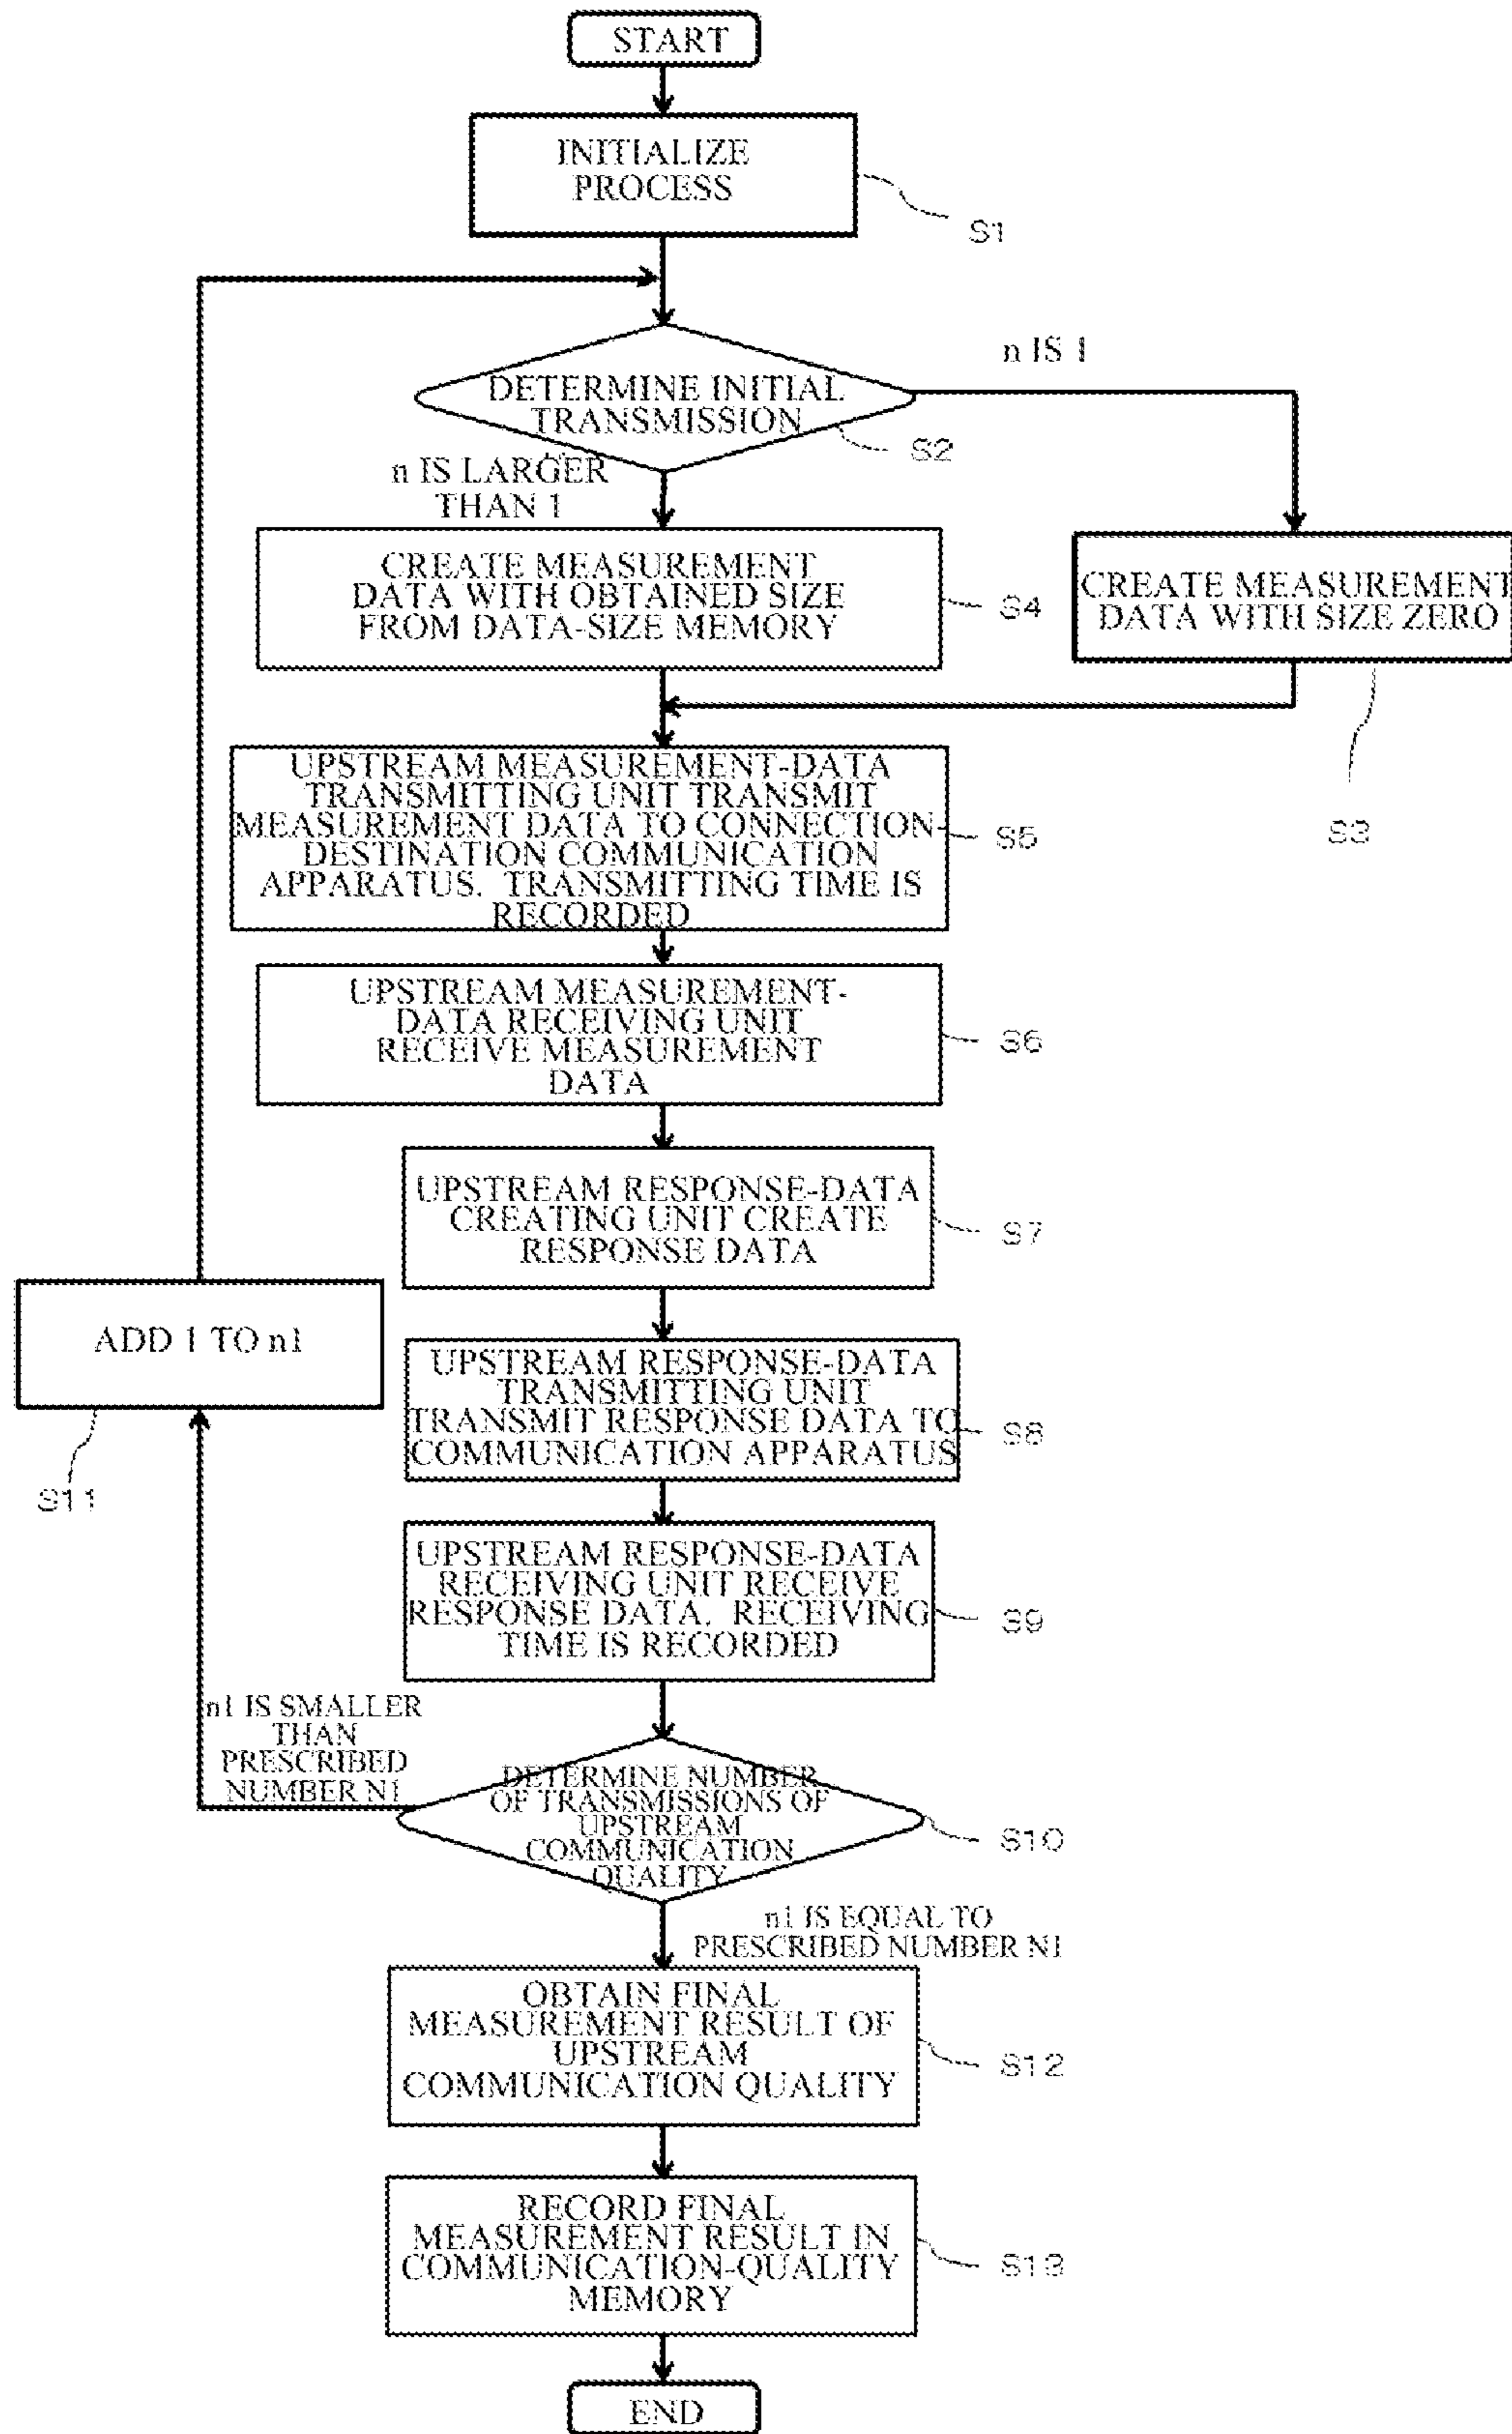 START
INITIALIZE
PROCESS
S1
n IS 1
DETERMINE INITIAL
TRANSMISSION
S2
n IS LARGER
THAN 1
CREATE MEASUREMENT
DATA WITH OBTAINED SIZE
FROM DATA-SIZE MEMORY
S4
CREATE MEASUREMENT
DATA WITH SIZE ZERO
S3
UPSTREAM MEASUREMENT-DATA
TRANSMITTING UNIT TRANSMIT
MEASUREMENT DATA TO CONNECTION
DESTINATION COMMUNICATION
APPARATUS. TRANSMITTING TIME IS
RECORDED
S5
UPSTREAM MEASUREMENT-
DATA RECEIVING UNIT
RECEIVE MEASUREMENT
DATA
S6
UPSTREAM RESPONSE-DATA
CREATING UNIT CREATE
RESPONSE DATA
S7
ADD 1 TO n1
S11
UPSTREAM RESPONSE-DATA
TRANSMITTING UNIT
TRANSMIT RESPONSE DATA TO
COMMUNICATION APPARATUS
S8
UPSTREAM RESPONSE-DATA
RECEIVING UNIT RECEIVE
RESPONSE DATA. RECEIVING
TIME IS RECORDED
S9
n1 IS SMALLER
THAN
PRESCRIBED
NUMBER N1
DETERMINE NUMBER
OF TRANSMISSIONS OF
UPSTREAM
COMMUNICATION
QUALITY
S10
n1 IS EQUAL TO
PRESCRIBED NUMBER N1
OBTAIN FINAL
MEASUREMENT RESULT OF
UPSTREAM
COMMUNICATION QUALITY
S12
RECORD FINAL
MEASUREMENT RESULT IN
COMMUNICATION-QUALITY
MEMORY
S13
END